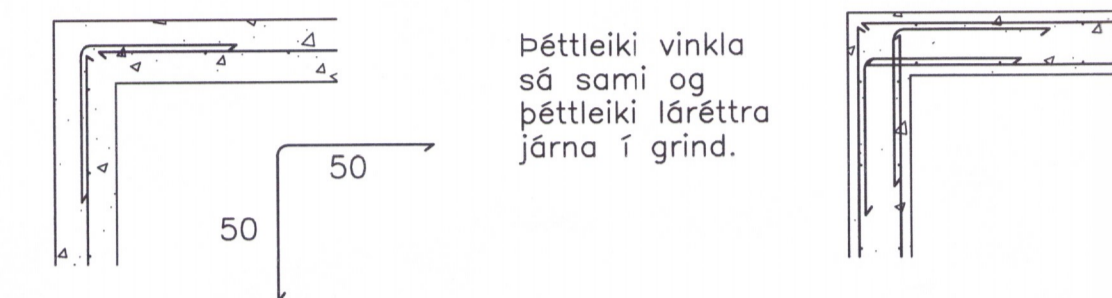 50
50
Þéttleiki vinkla
sá sami og
þéttleiki láréttra
járna í grind.